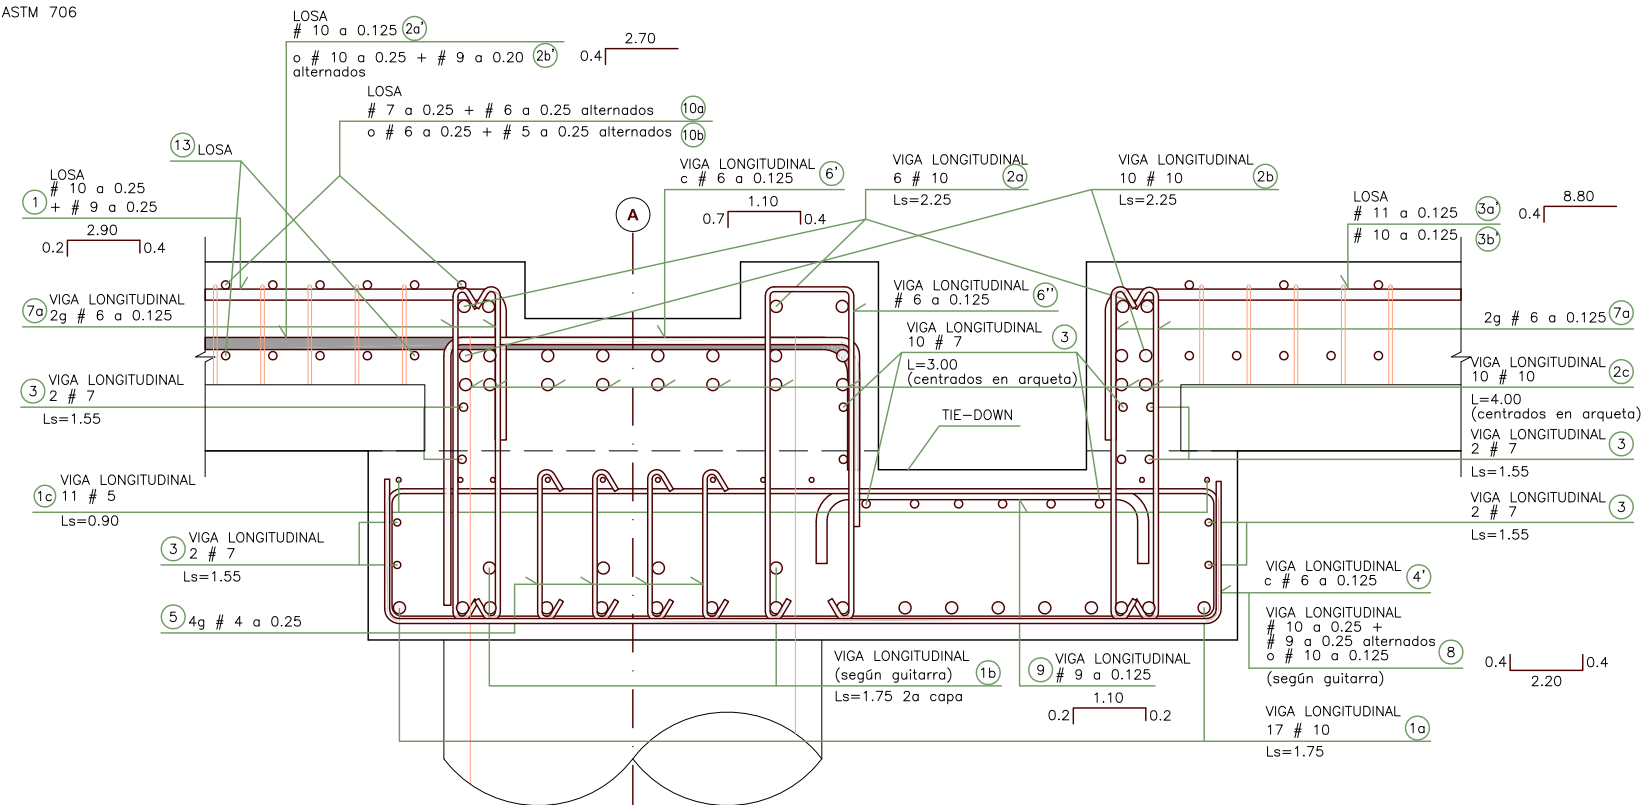 ASTM 706
LOSA
# 10 a 0.125 2a'
o # 10 a 0.25 + # 9 a 0.20 2b'
alternados
2.70
0.4
LOSA
# 7 a 0.25 + # 6 a 0.25 alternados 10a
o # 6 a 0.25 + # 5 a 0.25 alternados 10b
13 LOSA
LOSA
# 10 a 0.25
1 + # 9 a 0.25
2.90
0.2 0.4
VIGA LONGITUDINAL
c # 6 a 0.125 6'
1.10
0.7 0.4
VIGA LONGITUDINAL
6 # 10 2a
Ls=2.25
VIGA LONGITUDINAL
10 # 10 2b
Ls=2.25
LOSA
# 11 a 0.125 3a'
# 10 a 0.125 3b'
8.80
0.4
A
VIGA LONGITUDINAL
7a 2g # 6 a 0.125
VIGA LONGITUDINAL
# 6 a 0.125 6''
2g # 6 a 0.125 7a
VIGA LONGITUDINAL
10 # 7 3
L=3.00
(centrados en arqueta)
VIGA LONGITUDINAL
10 # 10 2c
L=4.00
(centrados en arqueta)
VIGA LONGITUDINAL
3 2 # 7
Ls=1.55
TIE-DOWN
VIGA LONGITUDINAL
2 # 7 3
Ls=1.55
VIGA LONGITUDINAL
1c 11 # 5
Ls=0.90
VIGA LONGITUDINAL
2 # 7 3
Ls=1.55
VIGA LONGITUDINAL
3 2 # 7
Ls=1.55
VIGA LONGITUDINAL
c # 6 a 0.125 4'
5 4g # 4 a 0.25
VIGA LONGITUDINAL
# 10 a 0.25 +
# 9 a 0.25 alternados
o # 10 a 0.125 8
(según guitarra)
0.4 0.4
2.20
VIGA LONGITUDINAL
(según guitarra) 1b
Ls=1.75 2a capa
VIGA LONGITUDINAL
9 # 9 a 0.125
1.10
0.2 0.2
VIGA LONGITUDINAL
17 # 10 1a
Ls=1.75